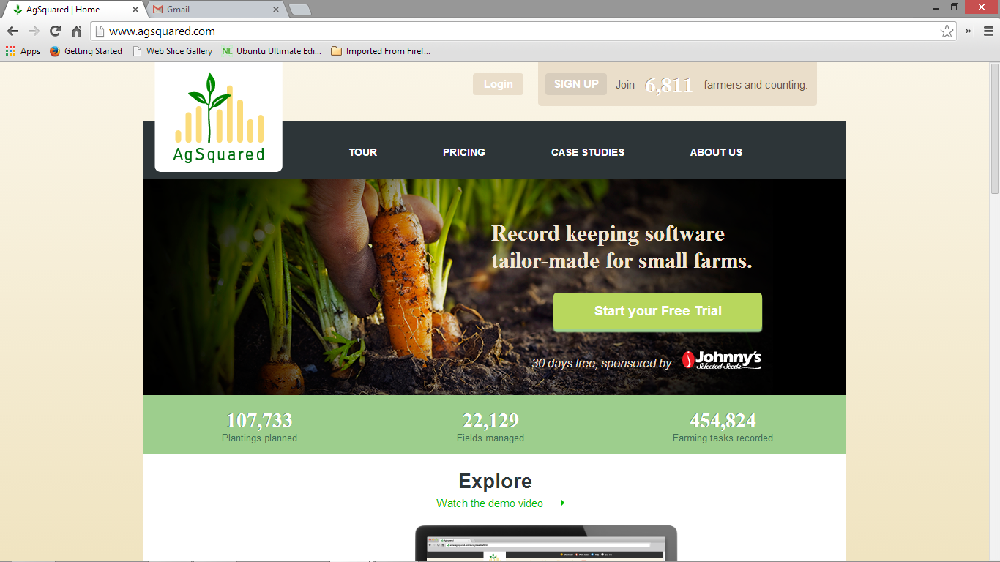 AgSquared | Home
Gmail
www.agsquared.com
Apps
Getting Started
Web Slice Gallery
NL
Ubuntu Ultimate Edi...
Imported From Firef...
»
Login
SIGN UP
Join 6,811 farmers and counting.
AgSquared
TOUR
PRICING
CASE STUDIES
ABOUT US
Record keeping software
tailor-made for small farms.
Start your Free Trial
30 days free, sponsored by:
Johnny's
Selected Seeds
107,733
Plantings planned
22,129
Fields managed
454,824
Farming tasks recorded
Explore
Watch the demo video